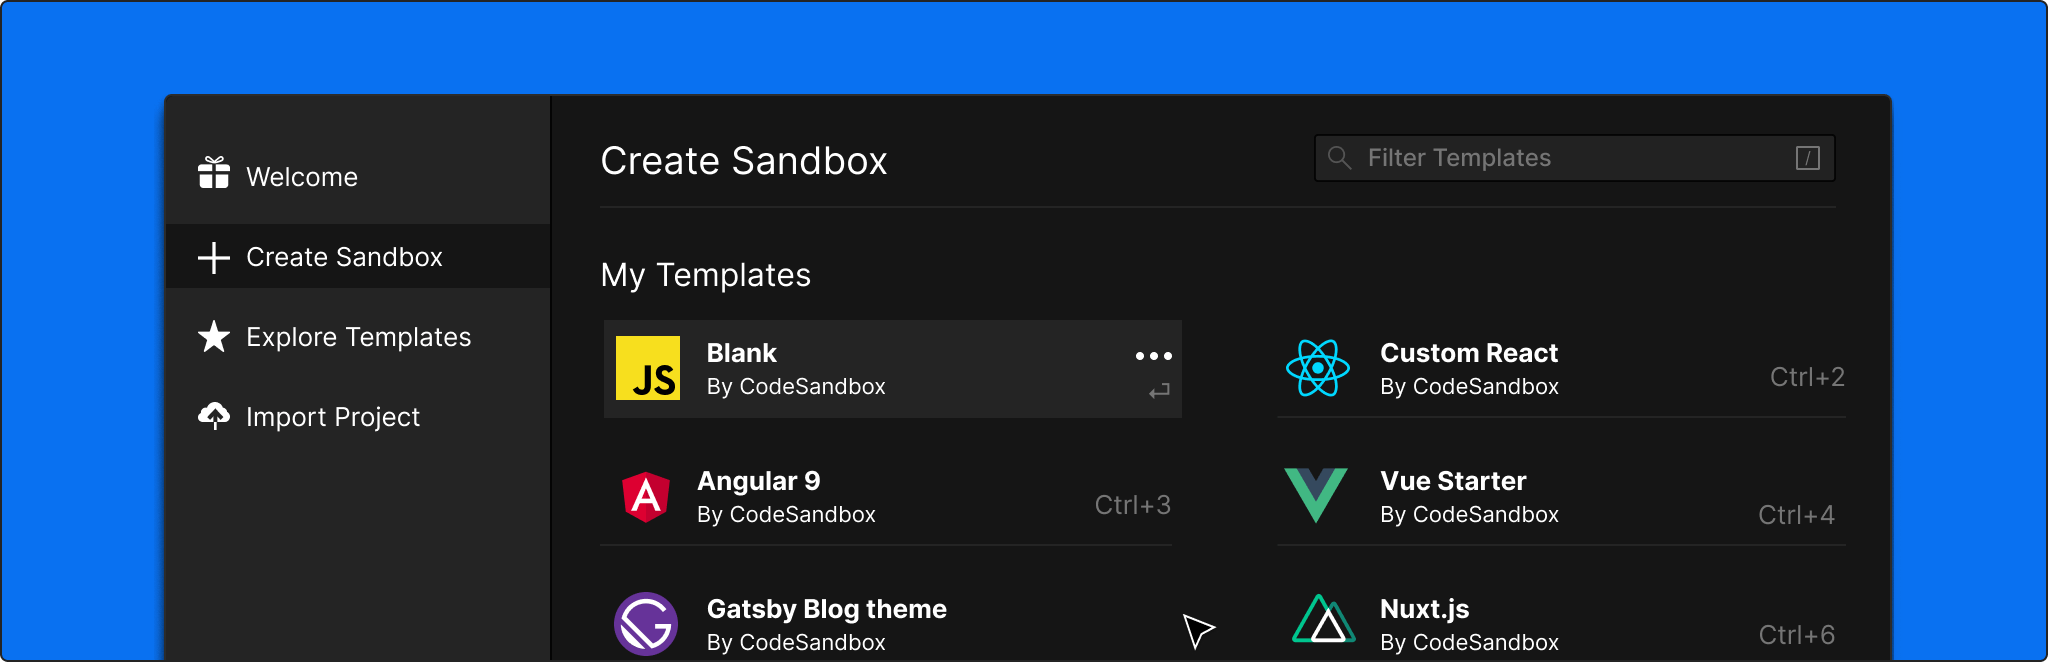 Welcome
Create Sandbox
Explore Templates
Import Project
Create Sandbox
Filter Templates /
My Templates
JS
Blank
By CodeSandbox
Custom React
By CodeSandbox
Ctrl+2
Angular 9
By CodeSandbox
Ctrl+3
Vue Starter
By CodeSandbox
Ctrl+4
Gatsby Blog theme
By CodeSandbox
Nuxt.js
By CodeSandbox
Ctrl+6